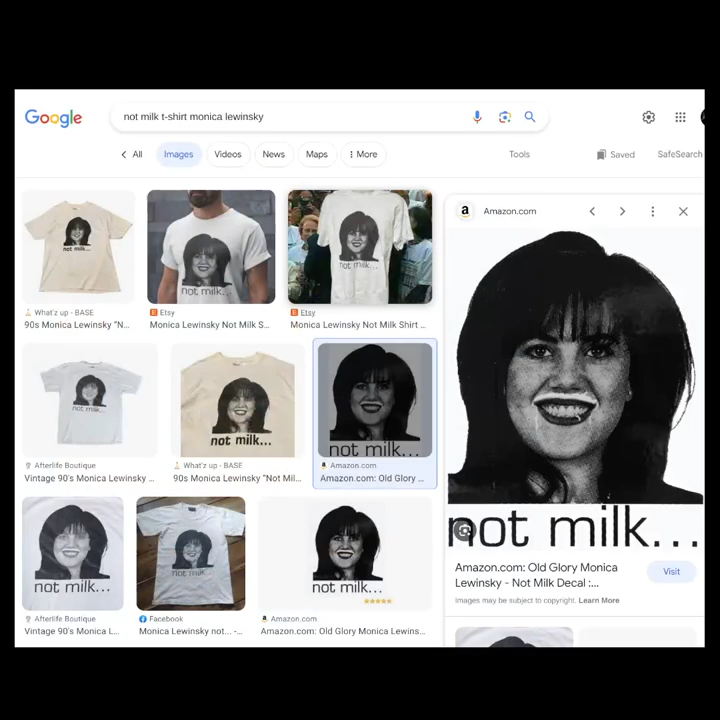 Google
not milk t-shirt monica lewinsky
All
Images
Videos
News
Maps
More
Tools
Saved
SafeSearch
not milk...
not milk...
not milk...
a
Amazon.com
What'z up - BASE
90s Monica Lewinsky "N...
Etsy
Monica Lewinsky Not Milk S...
Etsy
Monica Lewinsky Not Milk Shirt ...
not milk...
not milk...
not milk...
Afterlife Boutique
Vintage 90's Monica Lewinsky ...
What'z up - BASE
90s Monica Lewinsky "Not Mil...
Amazon.com
Amazon.com: Old Glory ...
not milk...
not milk...
not milk...
Afterlife Boutique
Vintage 90's Monica L...
Facebook
Monica Lewinsky not... -...
Amazon.com
Amazon.com: Old Glory Monica Lewins...
not milk...
Amazon.com: Old Glory Monica
Lewinsky - Not Milk Decal :...
Visit
Images may be subject to copyright. Learn More